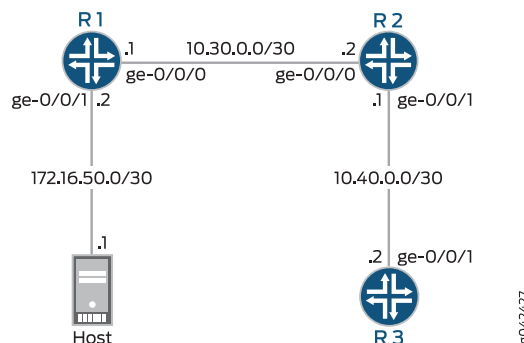 R1
R2
.1
10.30.0.0/30
.2
ge-0/0/0
ge-0/0/0
ge-0/0/1
.2
.1
ge-0/0/1
172.16.50.0/30
10.40.0.0/30
.1
.2
ge-0/0/1
Host
R3
g042427